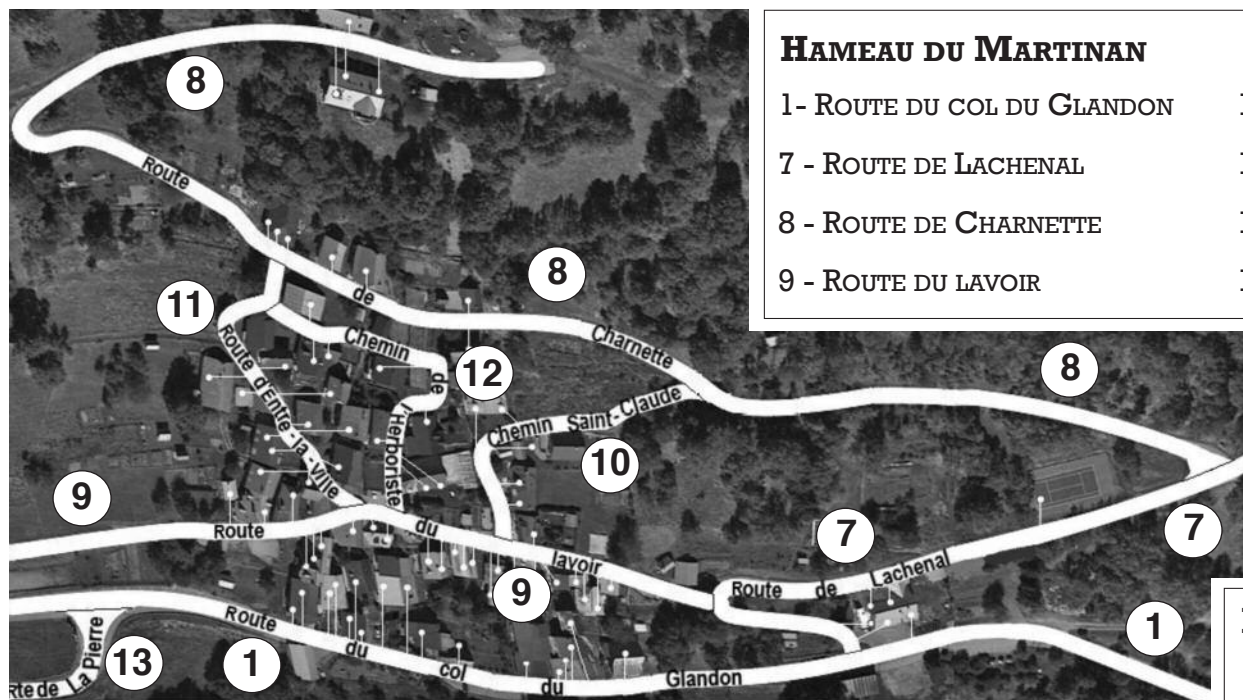 HAMEAU DU MARTINAN
1- ROUTE DU COL DU GLANDON
7 - ROUTE DE LACHENAL
8 - ROUTE DE CHARNETTE
9 - ROUTE DU LAVOIR
8
Route de Charnette
8
11
Chemin de l'Herboriste
12
8
Route d'Entre-la-Ville
Chemin Saint-Claude
10
9
7
7
Route du lavoir
9
Route de Lachenal
1
Route du col du Glandon
1
13
rte de La Pierre